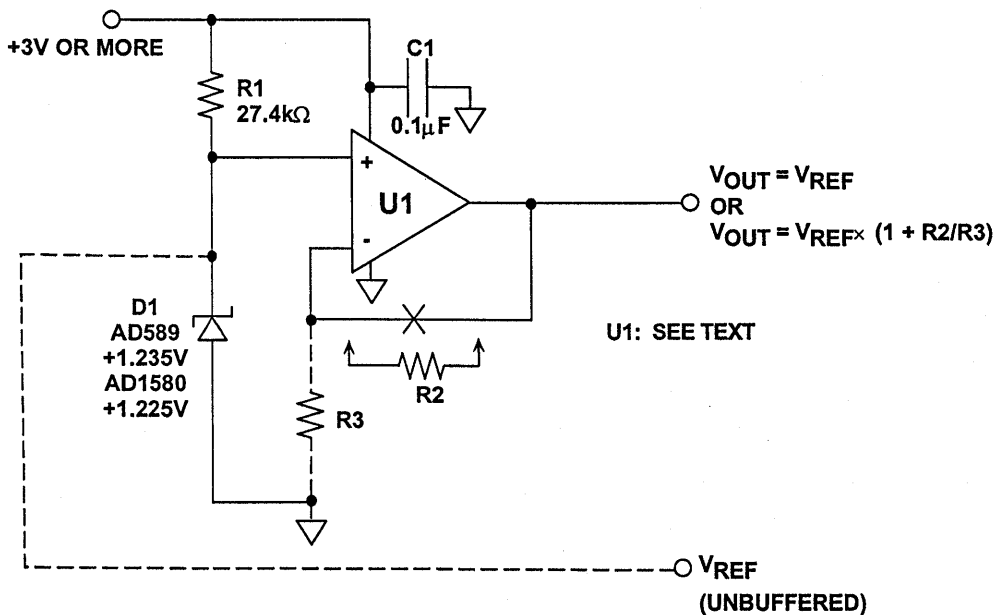 +3V OR MORE
R1
27.4kΩ
C1
0.1μF
+
U1
-
VOUT = VREF
OR
VOUT = VREF× (1 + R2/R3)
D1
AD589
+1.235V
AD1580
+1.225V
U1: SEE TEXT
R2
R3
VREF
(UNBUFFERED)